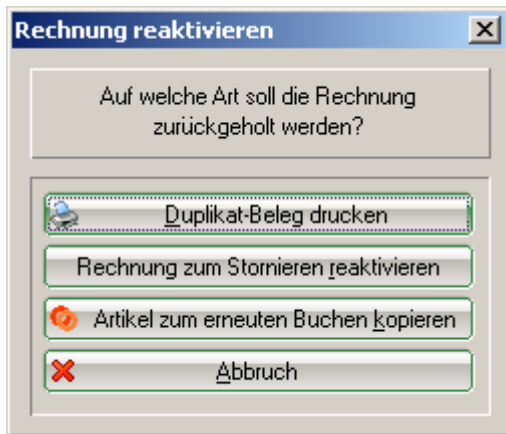 Rechnung reaktivieren
Auf welche Art soll die Rechnung
zurückgeholt werden?
Duplikat-Beleg drucken
Rechnung zum Stornieren reaktivieren
Artikel zum erneuten Buchen kopieren
Abbruch